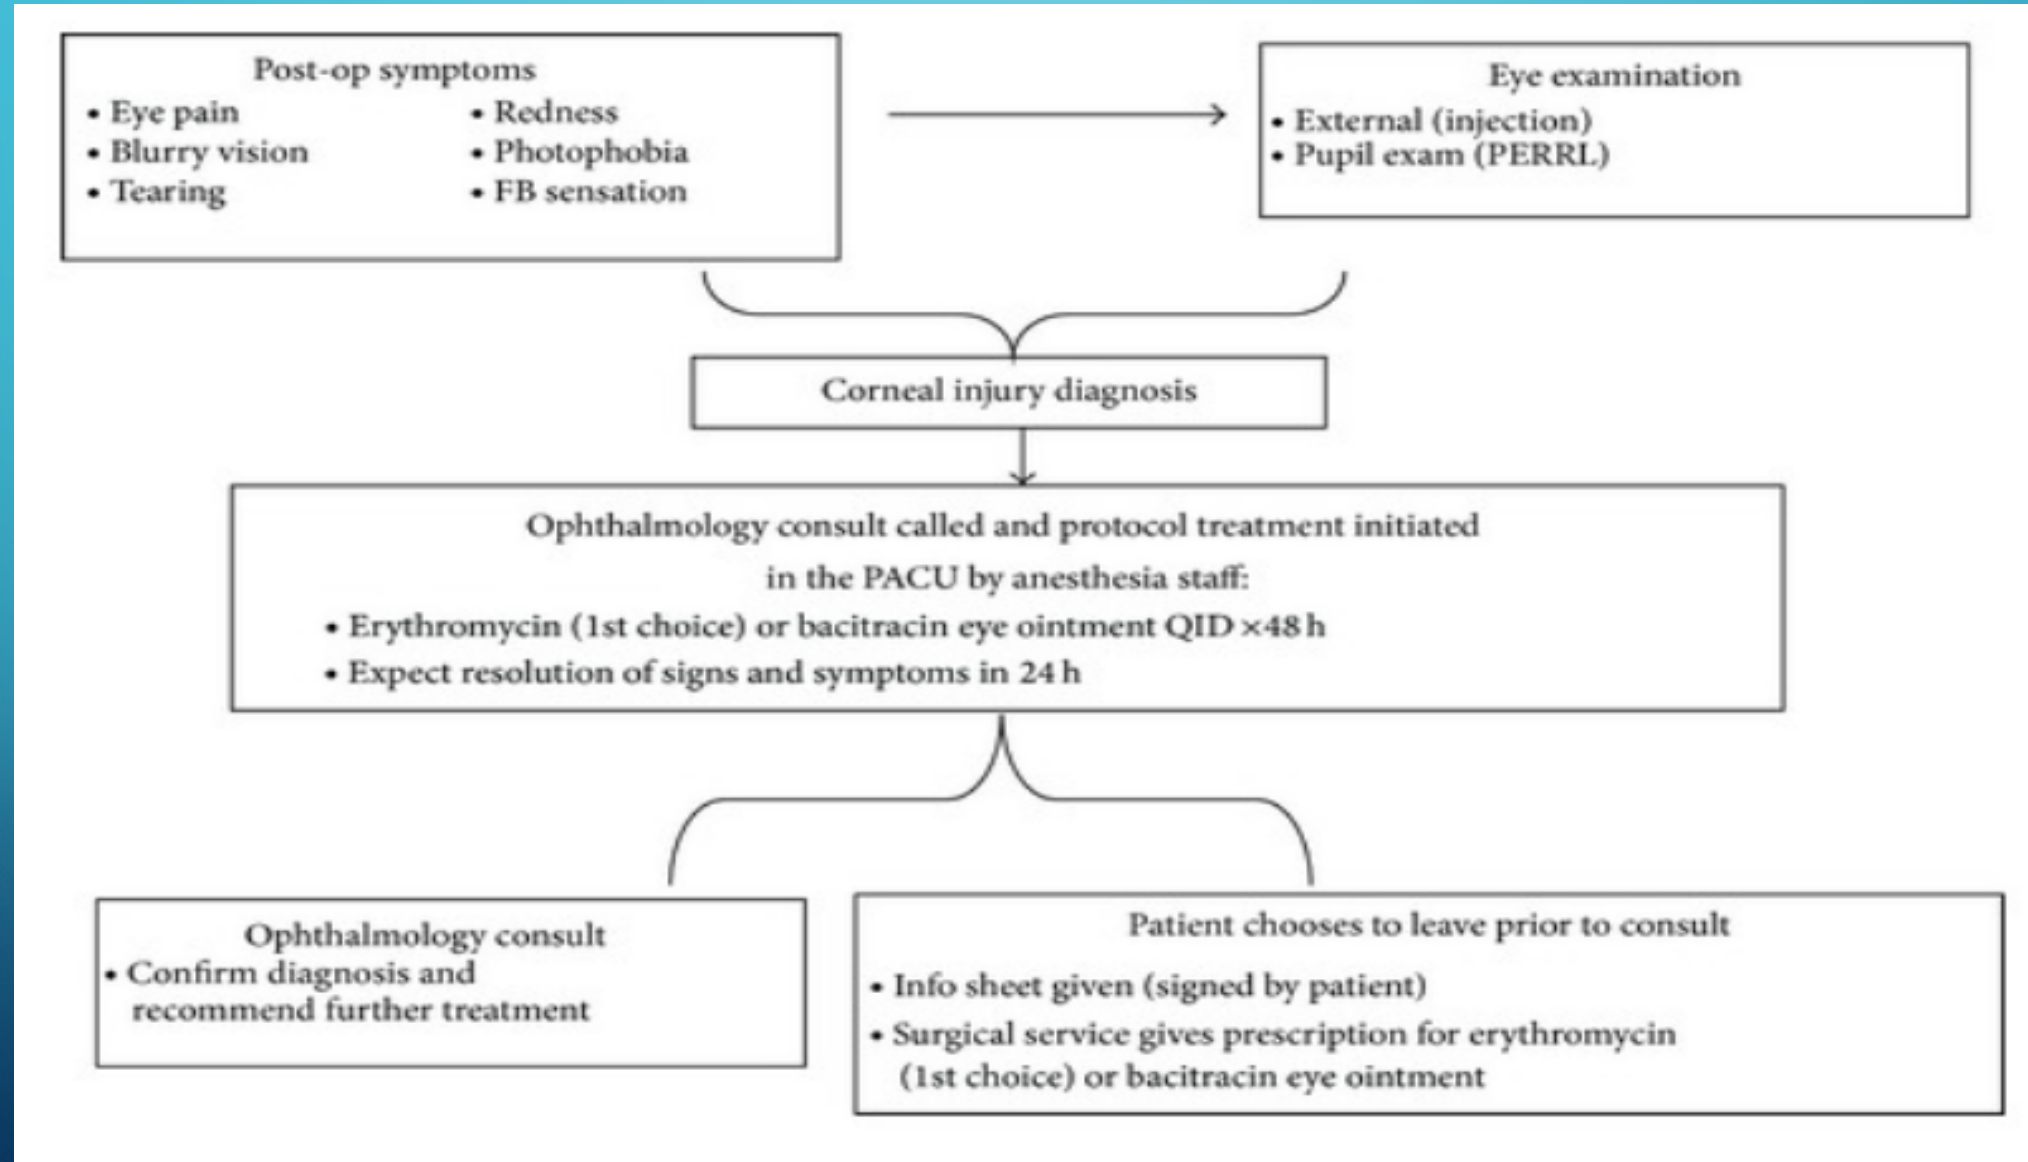 Post-op symptoms
• Eye pain
• Blurry vision
• Tearing
• Redness
• Photophobia
• FB sensation
Eye examination
• External (injection)
• Pupil exam (PERRL)
Corneal injury diagnosis
Ophthalmology consult called and protocol treatment initiated
in the PACU by anesthesia staff:
• Erythromycin (1st choice) or bacitracin eye ointment QID ×48 h
• Expect resolution of signs and symptoms in 24 h
Ophthalmology consult
• Confirm diagnosis and
recommend further treatment
Patient chooses to leave prior to consult
• Info sheet given (signed by patient)
• Surgical service gives prescription for erythromycin
(1st choice) or bacitracin eye ointment